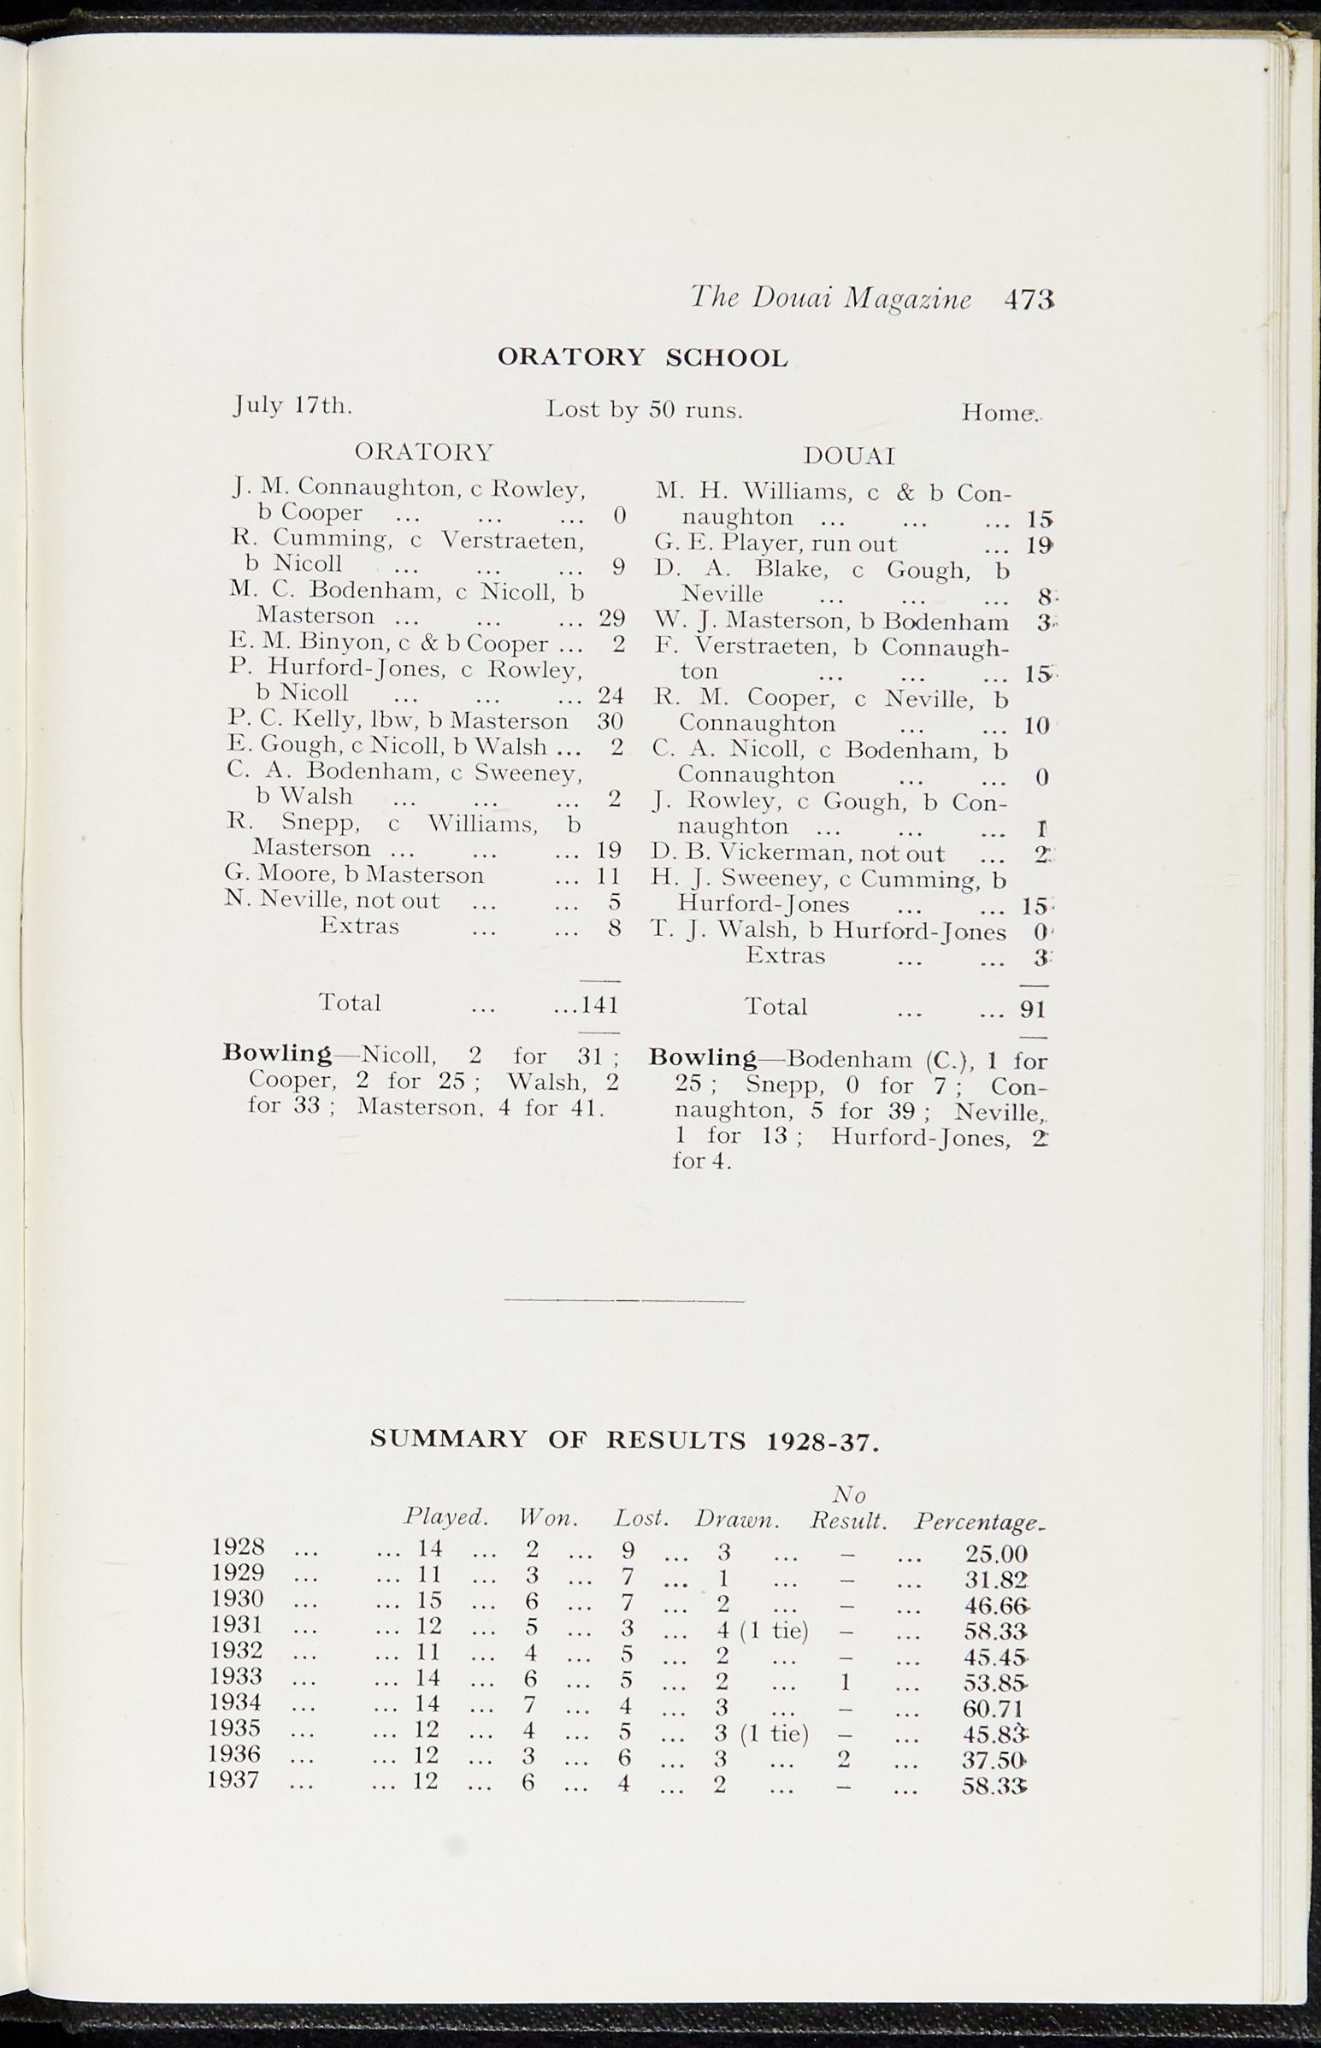 The Douai Magazine 473
ORATORY SCHOOL
July 17th. Lost by 50 runs. Home.
ORATORY
J. M. Connaughton, c Rowley,
b Cooper ... ... ... 0
R. Cumming, c Verstraeten,
b Nicoll ... ... ... 9
M. C. Bodenham, c Nicoll, b
Masterson ... ... ... 29
E. M. Binyon, c & b Cooper ... 2
P. Hurford-Jones, c Rowley,
b Nicoll ... ... ... 24
P. C. Kelly, lbw, b Masterson 30
E. Gough, c Nicoll, b Walsh ... 2
C. A. Bodenham, c Sweeney,
b Walsh ... ... ... 2
R. Snepp, c Williams, b
Masterson ... ... ... 19
G. Moore, b Masterson ... 11
N. Neville, not out ... ... 5
Extras ... ... 8
Total ... ...141
Bowling—Nicoll, 2 for 31 ;
Cooper, 2 for 25 ; Walsh, 2
for 33 ; Masterson, 4 for 41.
DOUAI
M. H. Williams, c & b Con-
naughton ... ... ... 15
G. E. Player, run out ... 19
D. A. Blake, c Gough, b
Neville ... ... ... 8
W. J. Masterson, b Bodenham 3
F. Verstraeten, b Connaugh-
ton ... ... ... 15
R. M. Cooper, c Neville, b
Connaughton ... ... 10
C. A. Nicoll, c Bodenham, b
Connaughton ... ... 0
J. Rowley, c Gough, b Con-
naughton ... ... ... 1
D. B. Vickerman, not out ... 2
H. J. Sweeney, c Cumming, b
Hurford-Jones ... ... 15
T. J. Walsh, b Hurford-Jones 0
Extras ... ... 3
Total ... ... 91
Bowling—Bodenham (C.), 1 for
25 ; Snepp, 0 for 7 ; Con-
naughton, 5 for 39 ; Neville,
1 for 13 ; Hurford-Jones, 2
for 4.
SUMMARY OF RESULTS 1928-37.
No
Played. Won. Lost. Drawn. Result. Percentage.
1928 ... ... 14 ... 2 ... 9 ... 3 ... – ... 25.00
1929 ... ... 11 ... 3 ... 7 ... 1 ... – ... 31.82
1930 ... ... 15 ... 6 ... 7 ... 2 ... – ... 46.66
1931 ... ... 12 ... 5 ... 3 ... 4 (1 tie) – ... 58.33
1932 ... ... 11 ... 4 ... 5 ... 2 ... – ... 45.45
1933 ... ... 14 ... 6 ... 5 ... 2 ... 1 ... 53.85
1934 ... ... 14 ... 7 ... 4 ... 3 ... – ... 60.71
1935 ... ... 12 ... 4 ... 5 ... 3 (1 tie) – ... 45.83
1936 ... ... 12 ... 3 ... 6 ... 3 ... 2 ... 37.50
1937 ... ... 12 ... 6 ... 4 ... 2 ... – ... 58.33